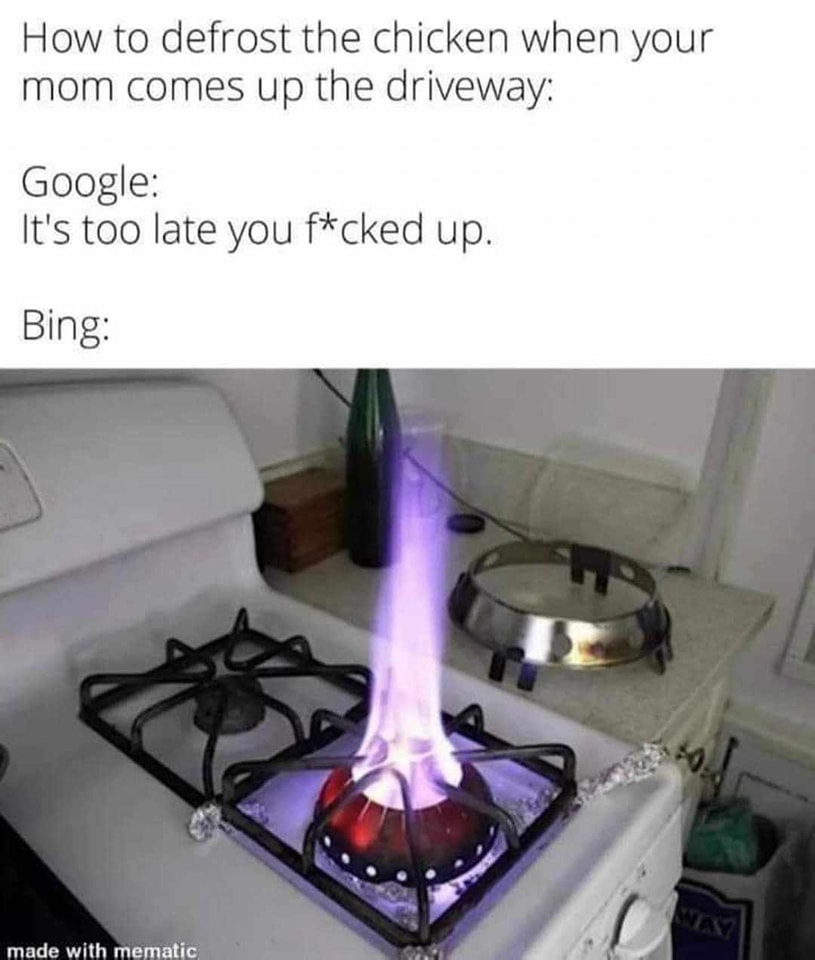 How to defrost the chicken when your
mom comes up the driveway:
Google:
It's too late you f*cked up.
Bing:
WAY
made with mematic